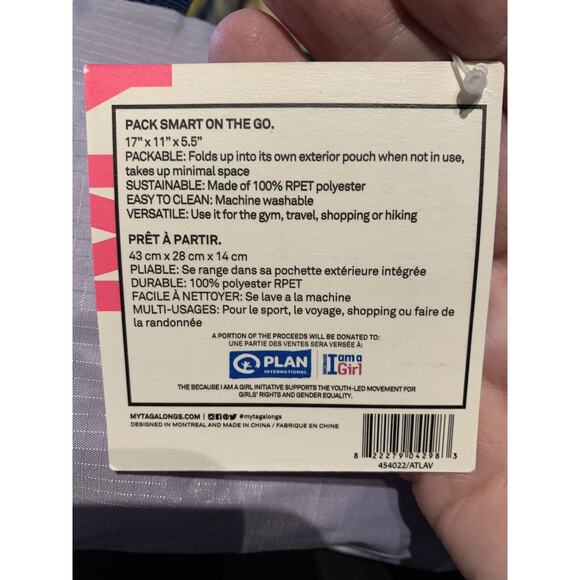 PACK SMART ON THE GO.
17" x 11" x 5.5"
PACKABLE: Folds up into its own exterior pouch when not in use,
takes up minimal space
SUSTAINABLE: Made of 100% RPET polyester
EASY TO CLEAN: Machine washable
VERSATILE: Use it for the gym, travel, shopping or hiking
PRÊT À PARTIR.
43 cm x 28 cm x 14 cm
PLIABLE: Se range dans sa pochette extérieure intégrée
DURABLE: 100% polyester RPET
FACILE À NETTOYER: Se lave a la machine
MULTI-USAGES: Pour le sport, le voyage, shopping ou faire de
la randonnée
A PORTION OF THE PROCEEDS WILL BE DONATED TO:
UNE PARTIE DES VENTES SERA VERSÉE À:
PLAN
INTERNATIONAL
BECAUSE
I am a
Girl
THE BECAUSE I AM A GIRL INITIATIVE SUPPORTS THE YOUTH-LED MOVEMENT FOR
GIRLS' RIGHTS AND GENDER EQUALITY.
MYTAGALONGS.COM | #mytagalongs
DESIGNED IN MONTREAL AND MADE IN CHINA / FABRIQUE EN CHINE
8 22279 04298 3
454022/ATLAV